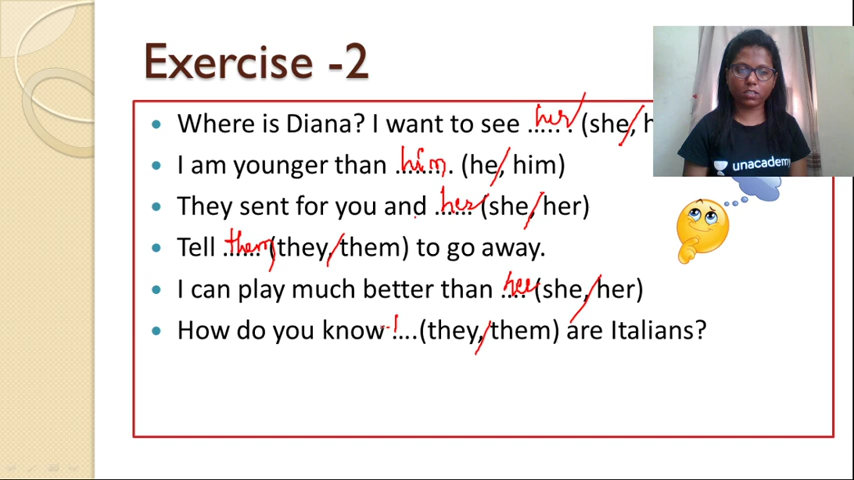 Exercise -2
• Where is Diana? I want to see her ..... . (she, h
• I am younger than him ....... . (he, him)
• They sent for you and her ...... (she, her)
• Tell them ...... (they, them) to go away.
• I can play much better than her .... (she, her)
• How do you know ....(they, them) are Italians?
unacademy